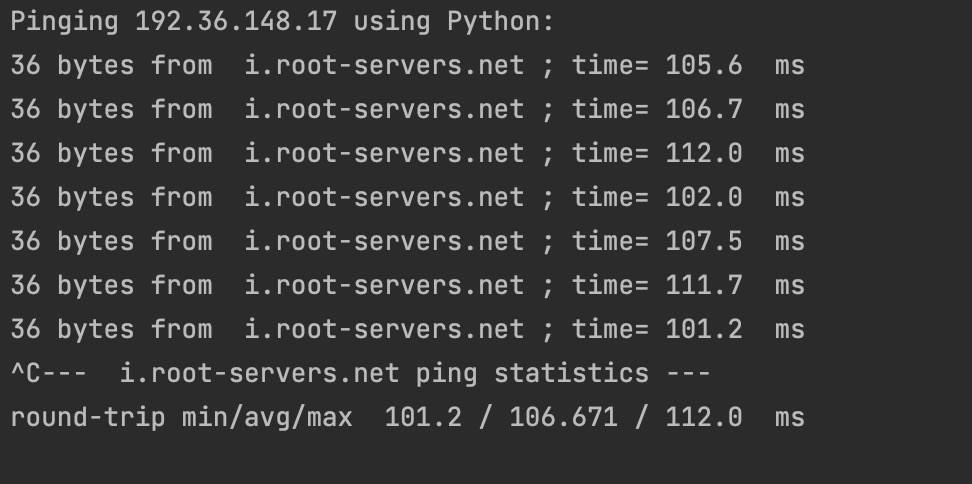 Pinging 192.36.148.17 using Python:
36 bytes from  i.root-servers.net ; time= 105.6  ms
36 bytes from  i.root-servers.net ; time= 106.7  ms
36 bytes from  i.root-servers.net ; time= 112.0  ms
36 bytes from  i.root-servers.net ; time= 102.0  ms
36 bytes from  i.root-servers.net ; time= 107.5  ms
36 bytes from  i.root-servers.net ; time= 111.7  ms
36 bytes from  i.root-servers.net ; time= 101.2  ms
^C---  i.root-servers.net ping statistics ---
round-trip min/avg/max  101.2 / 106.671 / 112.0  ms